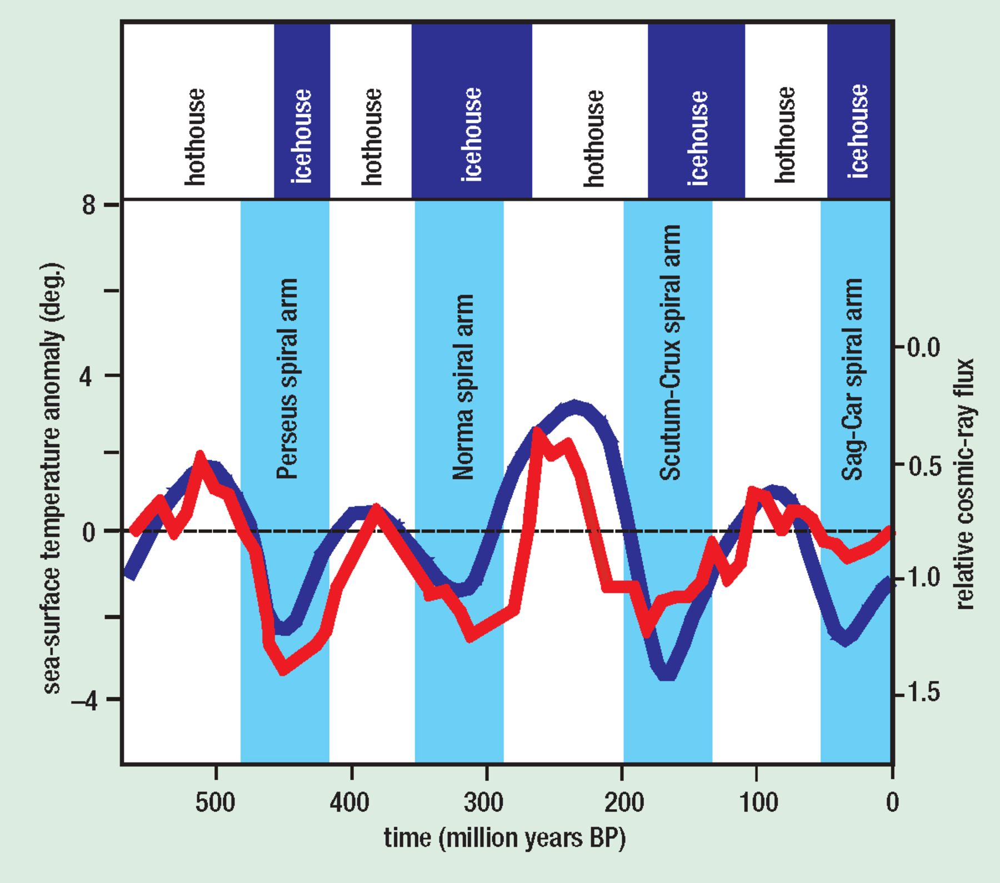 hothouse
icehouse
hothouse
icehouse
hothouse
icehouse
hothouse
icehouse
8
4
0
–4
sea-surface temperature anomaly (deg.)
Perseus spiral arm
Norma spiral arm
Scutum-Crux spiral arm
Sag-Car spiral arm
0.0
0.5
1.0
1.5
relative cosmic-ray flux
500 400 300 200 100 0
time (million years BP)